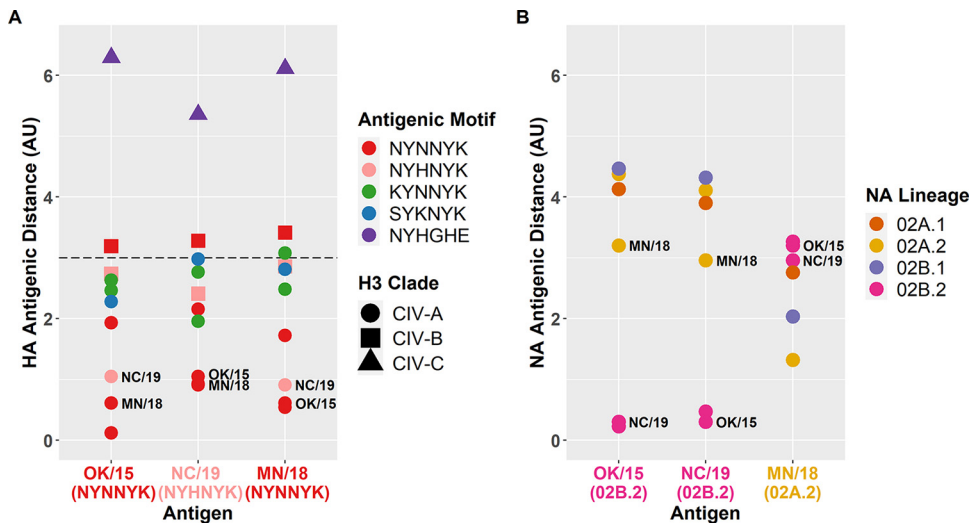 A
HA Antigenic Distance (AU)
6
4
2
0
NC/19
MN/18
OK/15
MN/18
NC/19
OK/15
OK/15
(NYNNYK)
NC/19
(NYHNYK)
MN/18
(NYNNYK)
Antigen
Antigenic Motif
NYNNYK
NYHNYK
KYNNYK
SYKNYK
NYHGHE
H3 Clade
CIV-A
CIV-B
CIV-C
B
NA Antigenic Distance (AU)
6
4
2
0
MN/18
NC/19
MN/18
OK/15
OK/15
NC/19
OK/15
(02B.2)
NC/19
(02B.2)
MN/18
(02A.2)
Antigen
NA Lineage
02A.1
02A.2
02B.1
02B.2